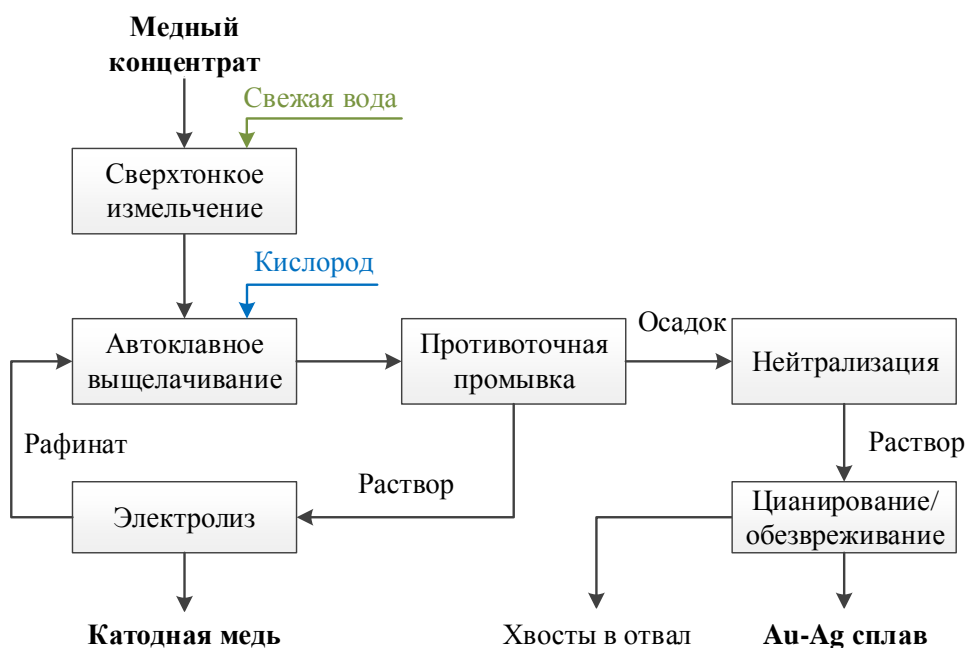 Медный
концентрат
Свежая вода
Сверхтонкое
измельчение
Кислород
Автоклавное
выщелачивание
Противоточная
промывка
Осадок
Нейтрализация
Рафинат
Раствор
Раствор
Электролиз
Цианирование/
обезвреживание
Катодная медь
Хвосты в отвал
Au-Ag сплав